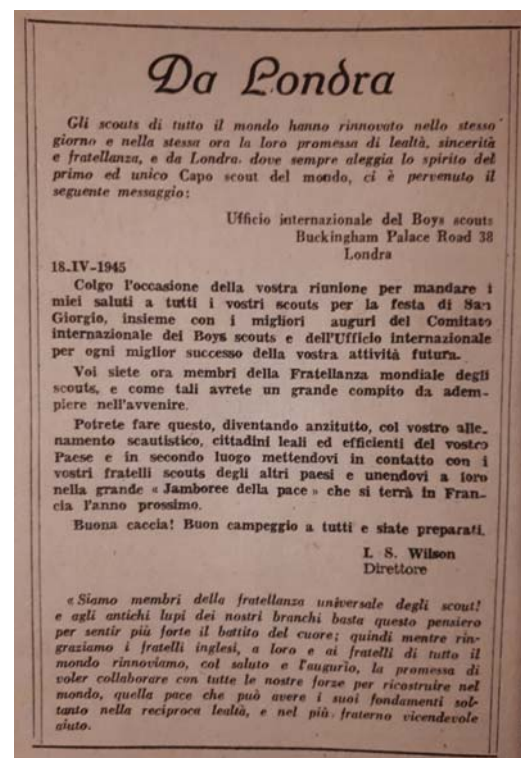 Da Londra
Gli scouts di tutto il mondo hanno rinnovato nello stesso
giorno e nella stessa ora la loro promessa di lealtà, sincerità
e fratellanza, e da Londra, dove sempre aleggia lo spirito del
primo ed unico Capo scout del mondo, ci è pervenuto il
seguente messaggio:
Ufficio internazionale del Boys scouts
Buckingham Palace Road 38
Londra
18-IV-1945
Colgo l'occasione della vostra riunione per mandare i
miei saluti a tutti i vostri scouts per la festa di San
Giorgio, insieme con i migliori auguri del Comitato
internazionale dei Boys scouts e dell'Ufficio internazionale
per ogni miglior successo della vostra attività futura.
Voi siete ora membri della Fratellanza mondiale degli
scouts, e come tali avrete un grande compito da adem-
piere nell'avvenire.
Potrete fare questo, diventando anzitutto, col vostro alle-
namento scautistico, cittadini leali ed efficienti del vostro
Paese e in secondo luogo mettendovi in contatto con i
vostri fratelli scouts degli altri paesi e unendovi a loro
nella grande « Jamboree della pace » che si terrà in Fran-
cia l'anno prossimo.
Buona caccia! Buon campeggio a tutti e siate preparati.
I. S. Wilson
Direttore
« Siamo membri della fratellanza universale degli scout!
e agli antichi lupi dei nostri branchi basta questo pensiero
per sentir più forte il battito del cuore; quindi mentre rin-
graziamo i fratelli inglesi, a loro e ai fratelli di tutto il
mondo rinnoviamo, col saluto e l'augurio, la promessa di
voler collaborare con tutte le nostre forze per ricostruire nel
mondo, quella pace che può avere i suoi fondamenti sol-
tanto nella reciproca lealtà, e nel più fraterno vicendevole
aiuto.